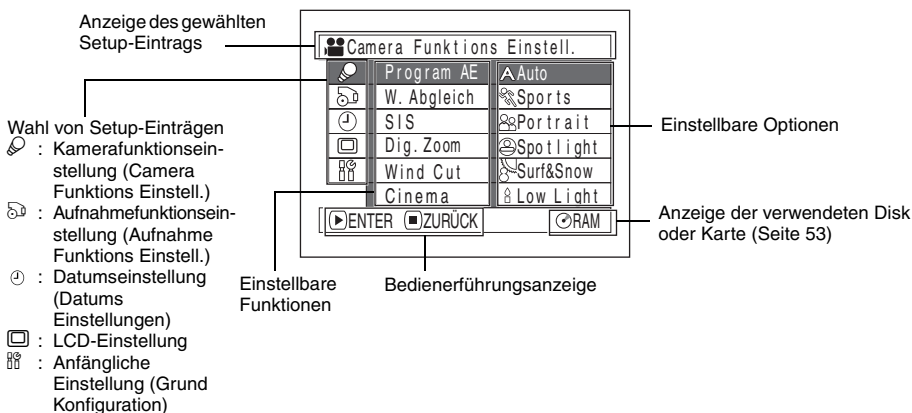 Anzeige des gewählten
Setup-Eintrags
Camera Funktions Einstell.
Program AE
W. Abgleich
SIS
Dig. Zoom
Wind Cut
Cinema
Auto
Sports
Portrait
Spotlight
Surf&Snow
Low Light
ENTER ZURÜCK RAM
Wahl von Setup-Einträgen
: Kamerafunktionsein-
stellung (Camera
Funktions Einstell.)
: Aufnahmefunktionsein-
stellung (Aufnahme
Funktions Einstell.)
: Datumseinstellung
(Datums
Einstellungen)
: LCD-Einstellung
: Anfängliche
Einstellung (Grund
Konfiguration)
Einstellbare
Funktionen
Bedienerführungsanzeige
Einstellbare Optionen
Anzeige der verwendeten Disk
oder Karte (Seite 53)